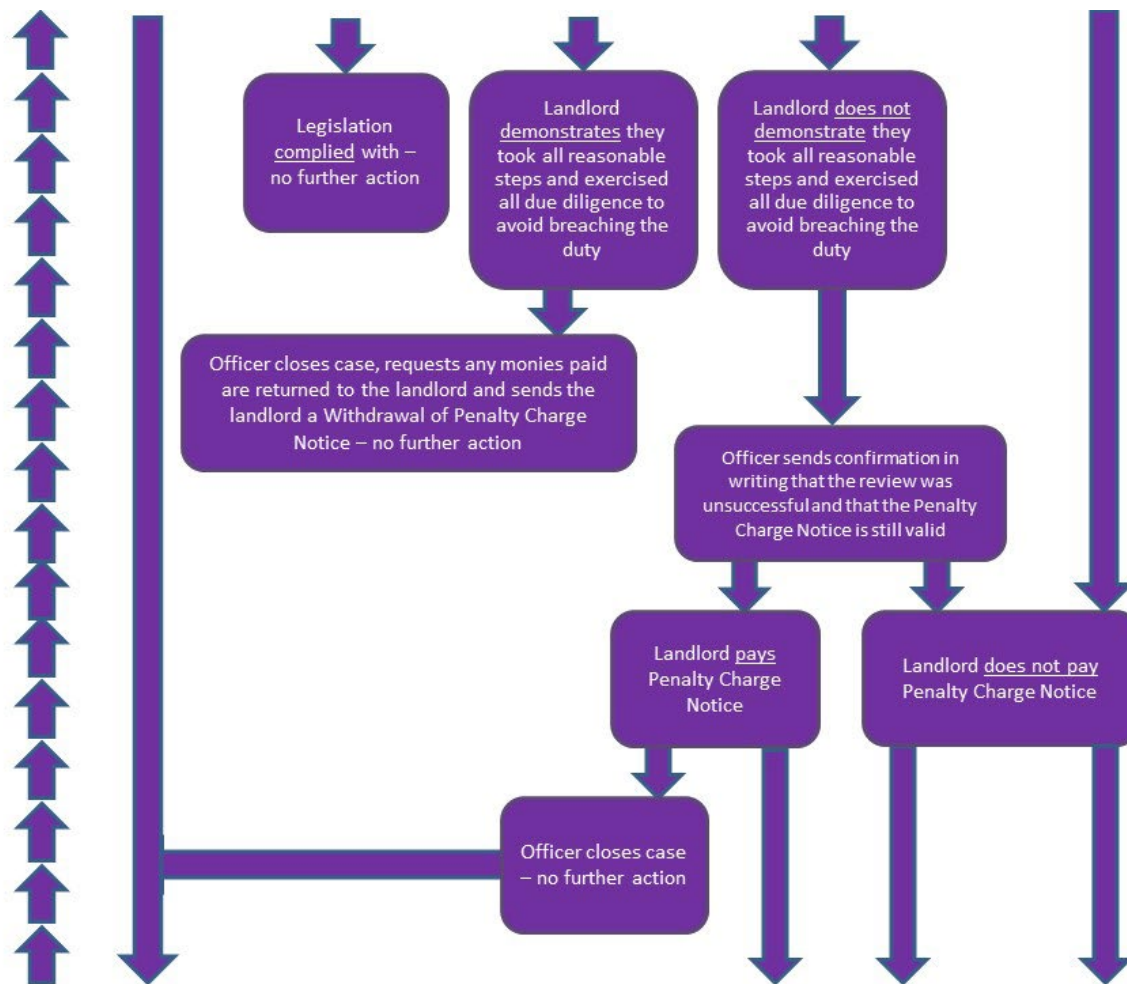 Legislation
complied with –
no further action
Landlord
demonstrates they
took all reasonable
steps and exercised
all due diligence to
avoid breaching the
duty
Landlord does not
demonstrate they
took all reasonable
steps and exercised
all due diligence to
avoid breaching the
duty
Officer closes case, requests any monies paid
are returned to the landlord and sends the
landlord a Withdrawal of Penalty Charge
Notice – no further action
Officer sends confirmation in
writing that the review was
unsuccessful and that the Penalty
Charge Notice is still valid
Landlord pays
Penalty Charge
Notice
Landlord does not pay
Penalty Charge Notice
Officer closes case
– no further action